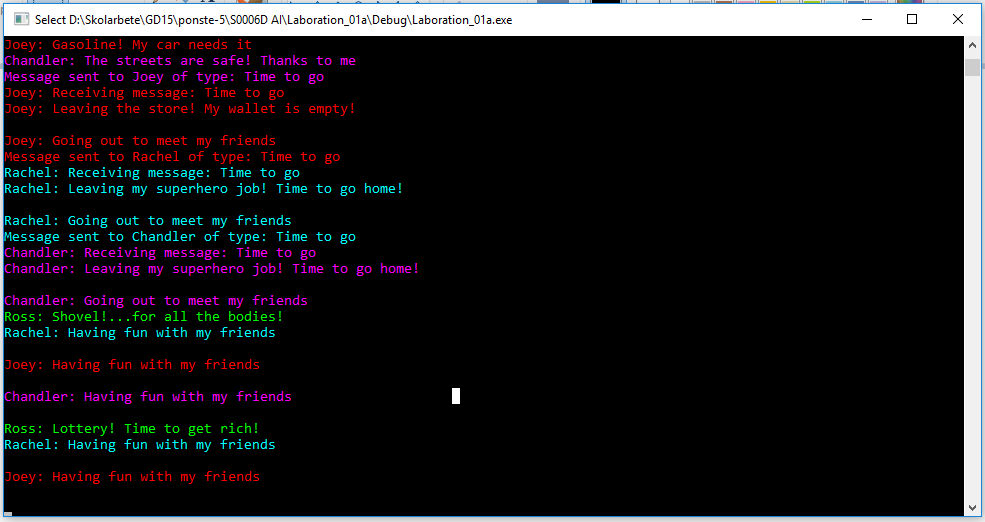 Select D:\Skolarbete\GD15\ponste-5\S0006D AI\Laboration_01a\Debug\Laboration_01a.exe
Joey: Gasoline! My car needs it
Chandler: The streets are safe! Thanks to me
Message sent to Joey of type: Time to go
Joey: Receiving message: Time to go
Joey: Leaving the store! My wallet is empty!
Joey: Going out to meet my friends
Message sent to Rachel of type: Time to go
Rachel: Receiving message: Time to go
Rachel: Leaving my superhero job! Time to go home!
Rachel: Going out to meet my friends
Message sent to Chandler of type: Time to go
Chandler: Receiving message: Time to go
Chandler: Leaving my superhero job! Time to go home!
Chandler: Going out to meet my friends
Ross: Shovel!...for all the bodies!
Rachel: Having fun with my friends
Joey: Having fun with my friends
Chandler: Having fun with my friends
Ross: Lottery! Time to get rich!
Rachel: Having fun with my friends
Joey: Having fun with my friends